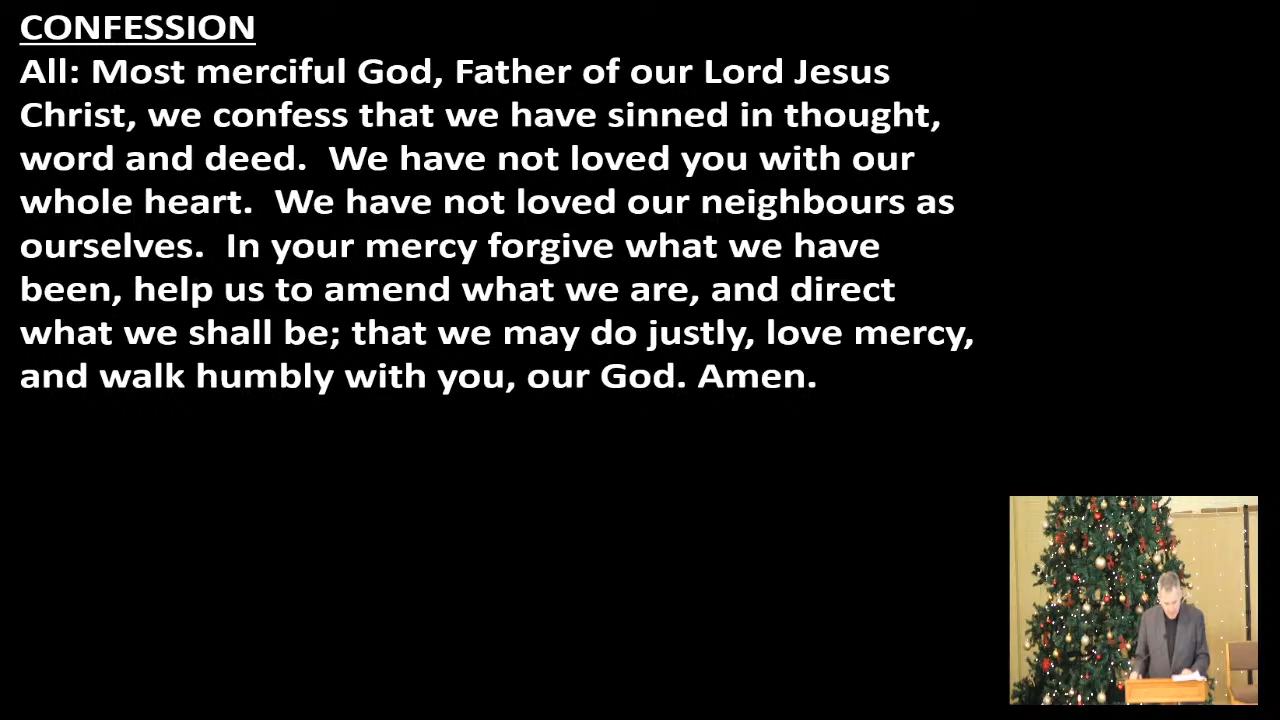 CONFESSION
All: Most merciful God, Father of our Lord Jesus
Christ, we confess that we have sinned in thought,
word and deed.  We have not loved you with our
whole heart.  We have not loved our neighbours as
ourselves.  In your mercy forgive what we have
been, help us to amend what we are, and direct
what we shall be; that we may do justly, love mercy,
and walk humbly with you, our God. Amen.